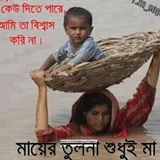 কেউ দিতে পারে
আমি তা বিশ্বাস
করি না।
মায়ের তুলনা শুধুই মা